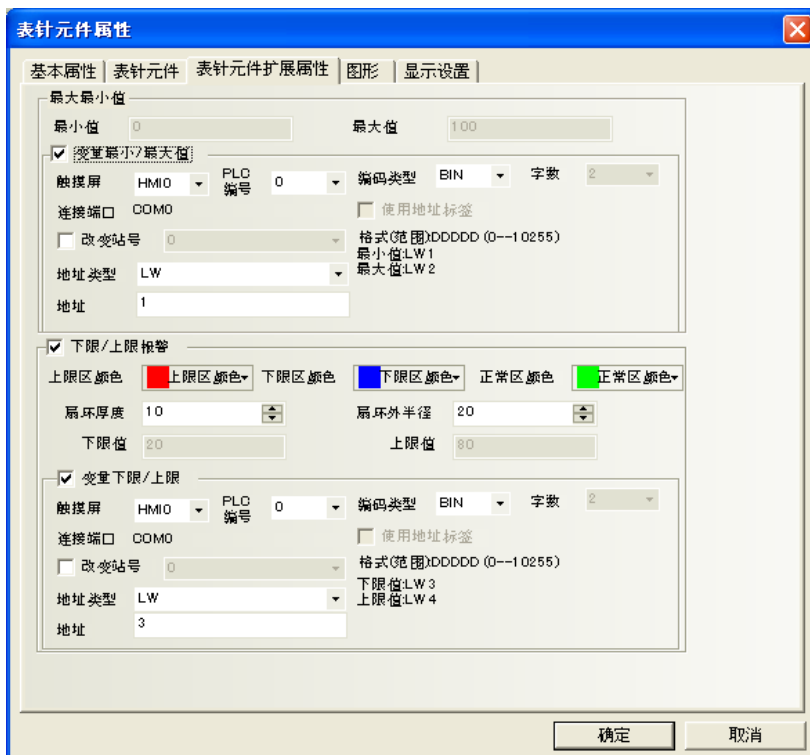 表针元件属性
基本属性 表针元件 表针元件扩展属性 图形 显示设置
最大最小值
最小值 0 最大值 100
变量最小/最大值
触摸屏 HMI0 PLC编号 0 编码类型 BIN 字数 2
连接端口 COM0 使用地址标签
改变站号 0 格式(范围):DDDDD (0--10255)
最小值:LW1
地址类型 LW 最大值:LW2
地址 1
下限/上限报警
上限区颜色 上限区颜色 下限区颜色 下限区颜色 正常区颜色 正常区颜色
扇环厚度 10 扇环外半径 20
下限值 20 上限值 80
变量下限/上限
触摸屏 HMI0 PLC编号 0 编码类型 BIN 字数 2
连接端口 COM0 使用地址标签
改变站号 0 格式(范围):DDDDD (0--10255)
下限值:LW3
地址类型 LW 上限值:LW4
地址 3
确定 取消